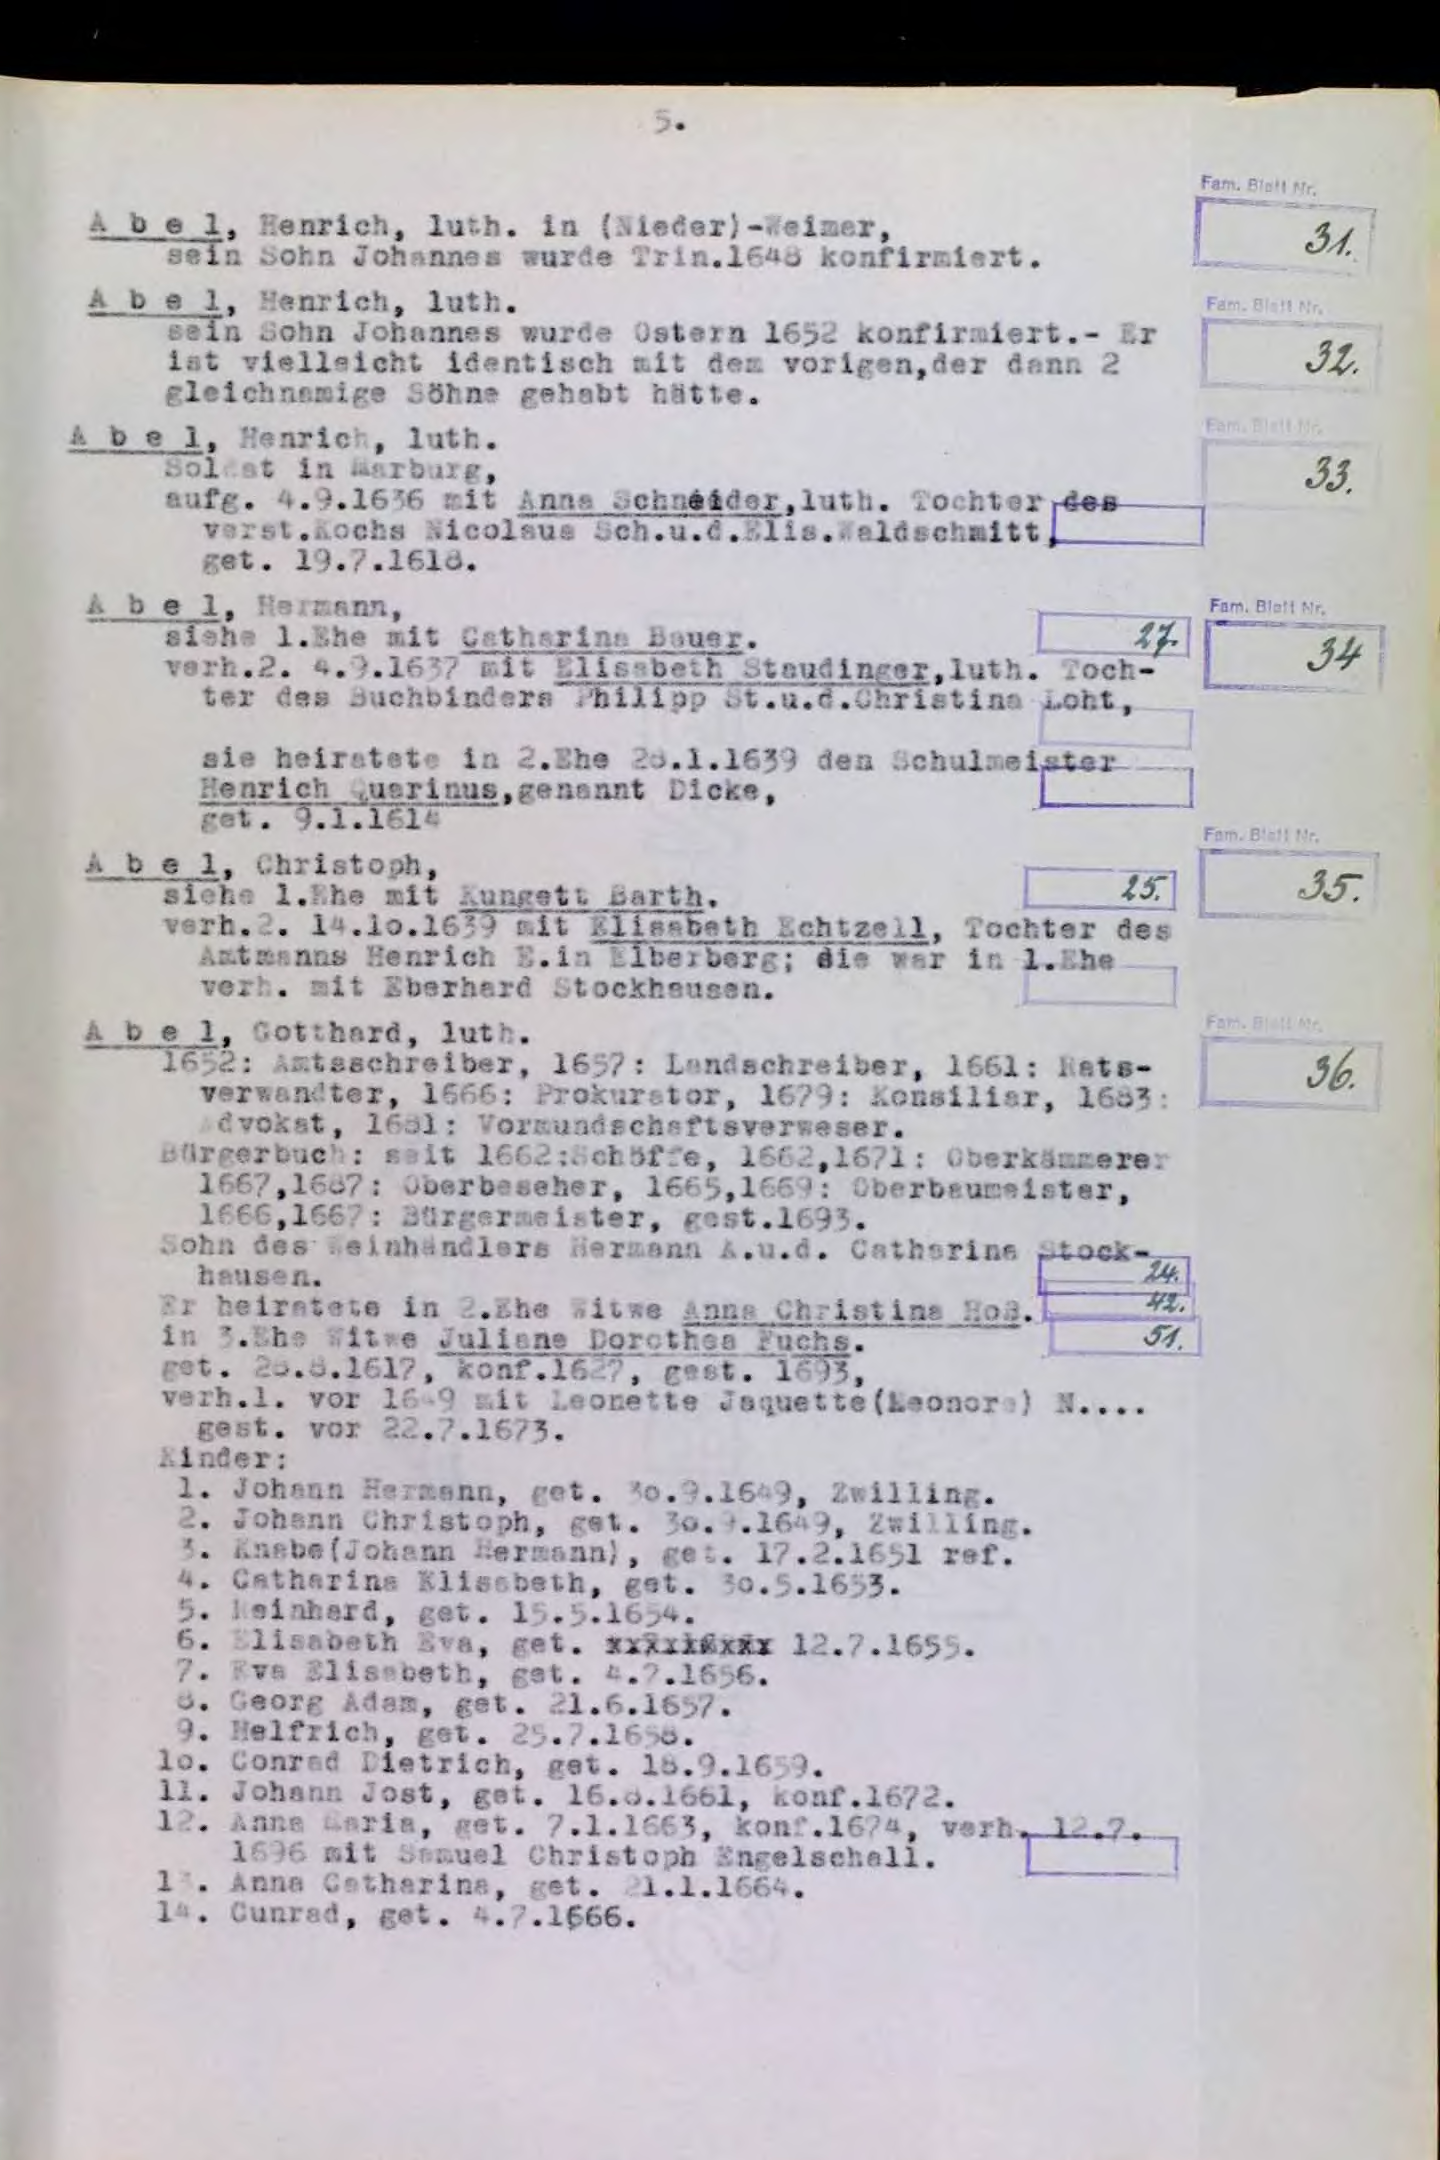 5.
Fam. Blatt Nr.
A b e l, Henrich, luth. in (Nieder)-Weimar,
31.
sein Sohn Johannes wurde Trin.1648 konfirmiert.
A b e l, Henrich, luth.
Fam. Blatt Nr.
sein Sohn Johannes wurde Ostern 1652 konfirmiert.- Er
32.
ist vielleicht identisch mit dem vorigen,der dann 2
gleichnamige Söhne gehabt hätte.
Fam. Blatt Nr.
A b e l, Henrich, luth.
Soldat in Marburg,
33.
aufg. 4.9.1636 mit Anna Schneider,luth. Tochter des
verst.Kochs Nicolaus Sch.u.d.Elis.Waldschmitt,
get. 19.7.1618.
A b e l, Hermann,
Fam. Blatt Nr.
siehe 1.Ehe mit Catharina Bauer.
27.
34
verh.2. 4.9.1637 mit Elisabeth Staudinger,luth. Toch-
ter des Buchbinders Philipp St.u.d.Christina Loht,
sie heiratete in 2.Ehe 28.1.1639 den Schulmeister
Henrich Quarinus,genannt Dicke,
get. 9.1.1614
Fam. Blatt Nr.
A b e l, Christoph,
siehe 1.Ehe mit Kungett Barth.
25.
35.
verh.2. 14.1o.1639 mit Elisabeth Echtzell, Tochter des
Amtmanns Henrich E.in Elberberg; die war in 1.Ehe
verh. mit Eberhard Stockhausen.
Fam. Blatt Nr.
A b e l, Gotthard, luth.
1652: Amtsschreiber, 1657: Landschreiber, 1661: Rats-
36.
verwandter, 1666: Prokurator, 1679: Konsiliar, 1683:
Advokat, 1681: Vormundschaftsverweser.
Bürgerbuch: seit 1662:Schöffe, 1662,1671: Oberkämmerer
1667,1687: Oberbeseher, 1665,1669: Oberbaumeister,
1666,1667: Bürgermeister, gest.1693.
Sohn des Weinhändlers Hermann A.u.d. Catharina Stock-
hausen.
24.
Er heiratete in 2.Ehe Witwe Anna Christina Hoß.
42.
in 3.Ehe Witwe Juliane Dorothea Fuchs.
51.
get. 28.8.1617, konf.1627, gest. 1693,
verh.1. vor 1649 mit Leonette Jaquette(Leonora) N....
gest. vor 22.7.1673.
Kinder:
1. Johann Hermann, get. 3o.9.1649, Zwilling.
2. Johann Christoph, get. 3o.9.1649, Zwilling.
3. Knabe(Johann Hermann), get. 17.2.1651 ref.
4. Catharina Elisabeth, get. 3o.5.1653.
5. Reinhard, get. 15.5.1654.
6. Elisabeth Eva, get. 12.7.1655.
7. Eva Elisabeth, get. 4.7.1656.
8. Georg Adam, get. 21.6.1657.
9. Helfrich, get. 25.7.1658.
1o. Conrad Dietrich, get. 18.9.1659.
11. Johann Jost, get. 16.8.1661, konf.1672.
12. Anna Maria, get. 7.1.1663, konf.1674, verh. 12.7.
1696 mit Samuel Christoph Engelschall.
13. Anna Catharina, get. 21.1.1664.
14. Cunrad, get. 4.7.1666.